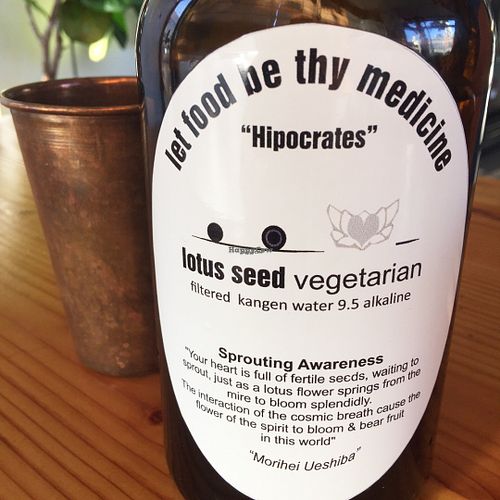 let food be thy medicine
"Hipocrates"
HappyCow
lotus seed vegetarian
filtered kangen water 9.5 alkaline
Sprouting Awareness
"Your heart is full of fertile seeds, waiting to
sprout, just as a lotus flower springs from the
mire to bloom splendidly.
The interaction of the cosmic breath cause the
flower of the spirit to bloom & bear fruit
in this world"
"Morihei Ueshiba"